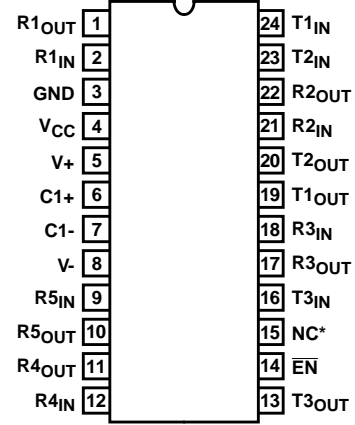 R1OUT 1 24 T1IN
R1IN 2 23 T2IN
GND 3 22 R2OUT
VCC 4 21 R2IN
V+ 5 20 T2OUT
C1+ 6 19 T1OUT
C1- 7 18 R3IN
V- 8 17 R3OUT
R5IN 9 16 T3IN
R5OUT 10 15 NC*
R4OUT 11 14 E̅N̅
R4IN 12 13 T3OUT